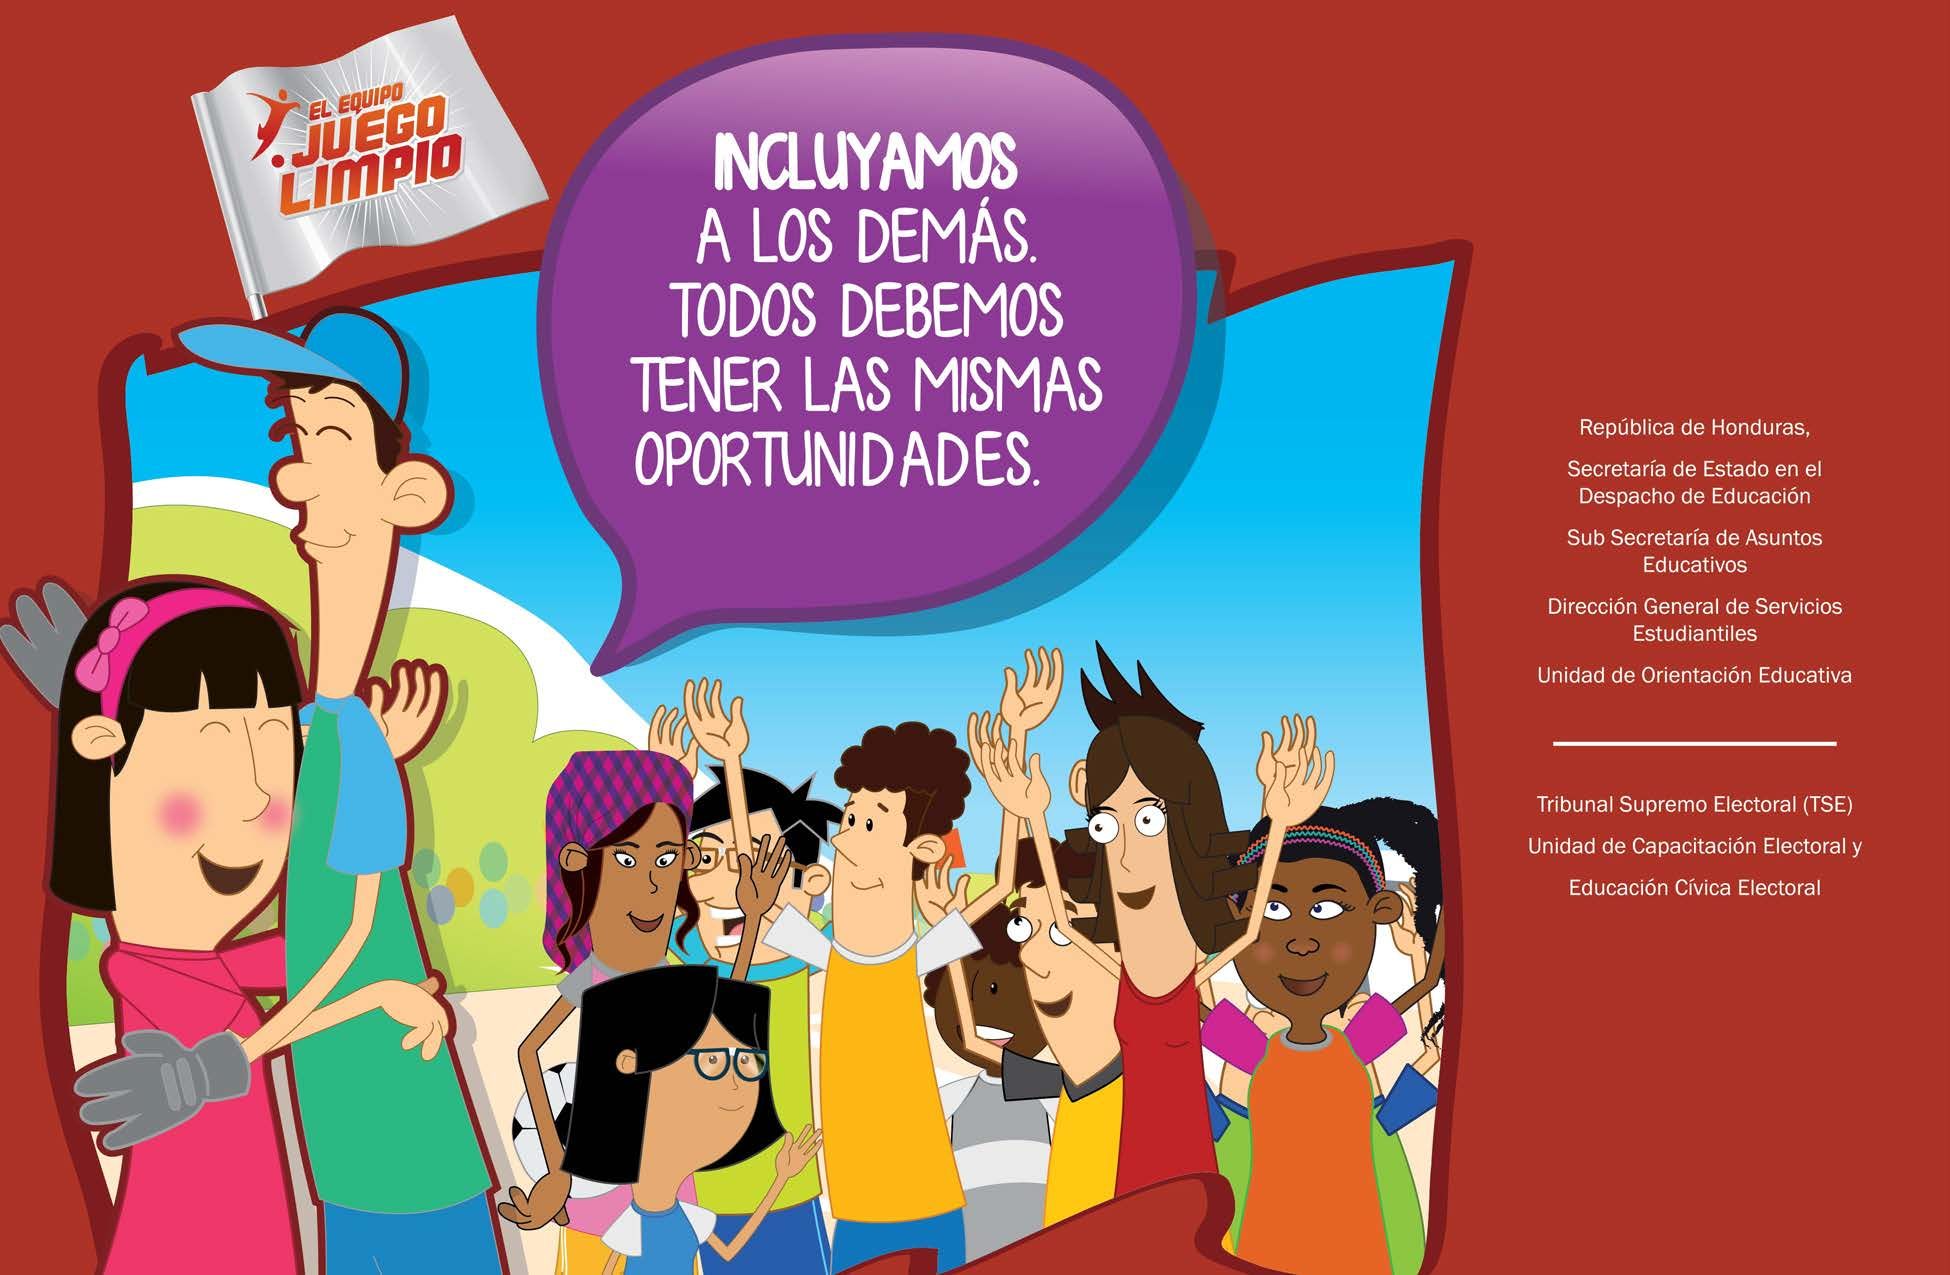 EL EQUIPO
JUEGO
LIMPIO
INCLUYAMOS
A LOS DEMÁS.
TODOS DEBEMOS
TENER LAS MISMAS
OPORTUNIDADES.
República de Honduras,
Secretaría de Estado en el
Despacho de Educación
Sub Secretaría de Asuntos
Educativos
Dirección General de Servicios
Estudiantiles
Unidad de Orientación Educativa
Tribunal Supremo Electoral (TSE)
Unidad de Capacitación Electoral y
Educación Cívica Electoral